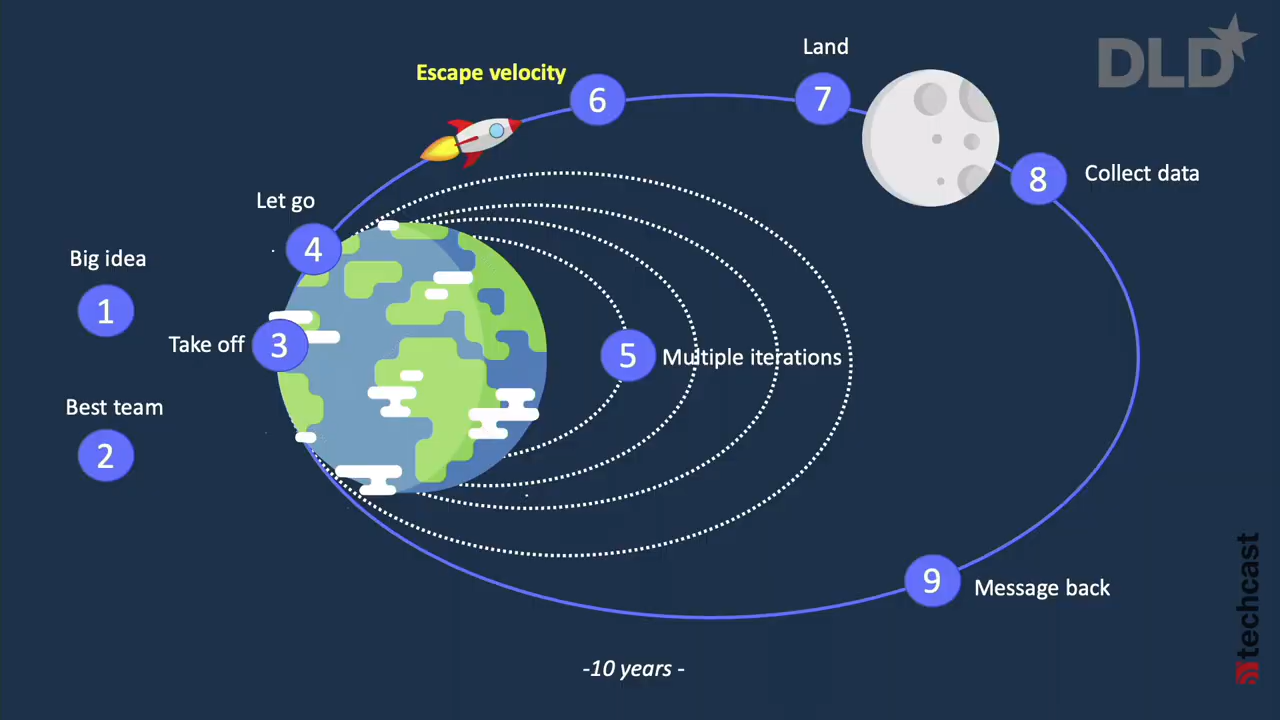 DLD
Land
Escape velocity
6
7
8
Collect data
Let go
4
Big idea
1
Take off
3
5
Multiple iterations
Best team
2
9
Message back
-10 years -
techcast